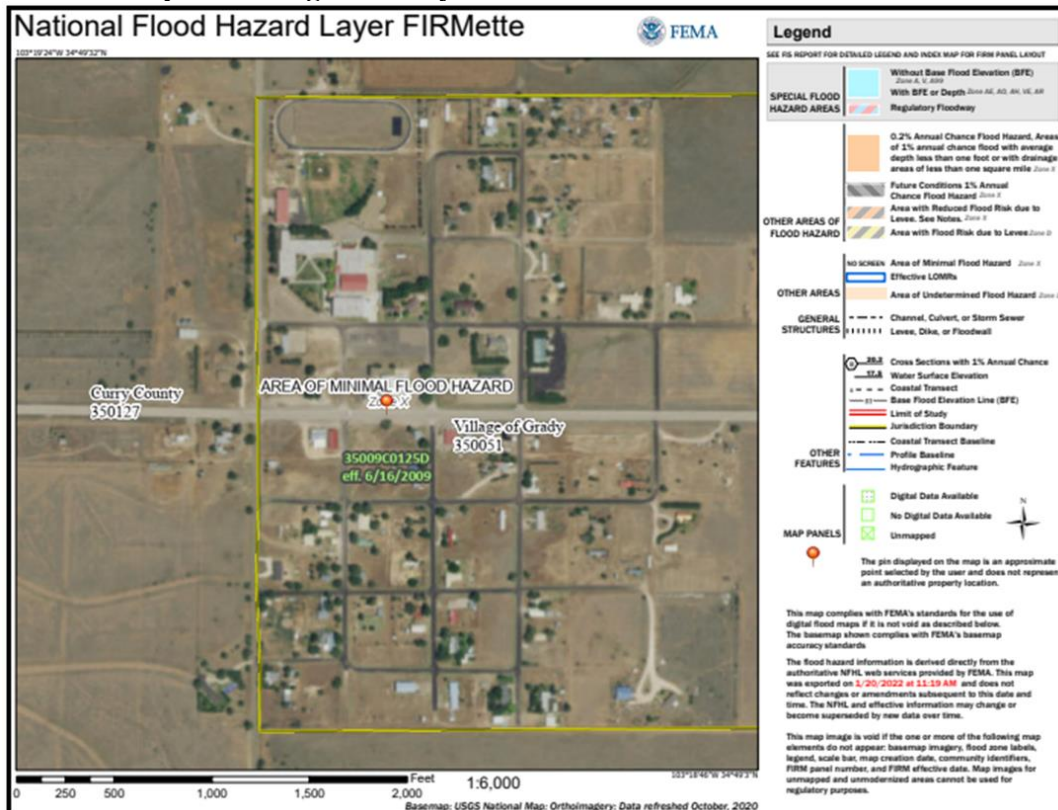 National Flood Hazard Layer FIRMette
FEMA
103°19'24"W 34°49'32"N
Curry County
350127
AREA OF MINIMAL FLOOD HAZARD
Zone X
Village of Grady
350051
35009C0125D
eff. 6/16/2009
103°18'46"W 34°49'3"N
Feet
1:6,000
0 250 500 1,000 1,500 2,000
Basemap: USGS National Map: Orthoimagery: Data refreshed October, 2020
Legend
SEE FIS REPORT FOR DETAILED LEGEND AND INDEX MAP FOR FIRM PANEL LAYOUT
SPECIAL FLOOD
HAZARD AREAS
Without Base Flood Elevation (BFE)
Zone A, V, A99
With BFE or Depth Zone AE, AO, AH, VE, AR
Regulatory Floodway
OTHER AREAS OF
FLOOD HAZARD
0.2% Annual Chance Flood Hazard, Areas
of 1% annual chance flood with average
depth less than one foot or with drainage
areas of less than one square mile Zone X
Future Conditions 1% Annual
Chance Flood Hazard Zone X
Area with Reduced Flood Risk due to
Levee. See Notes. Zone X
Area with Flood Risk due to Levee Zone D
OTHER AREAS
NO SCREEN Area of Minimal Flood Hazard Zone X
Effective LOMRs
Area of Undetermined Flood Hazard Zone
GENERAL
STRUCTURES
Channel, Culvert, or Storm Sewer
Levee, Dike, or Floodwall
OTHER
FEATURES
20.2 Cross Sections with 1% Annual Chance
17.5 Water Surface Elevation
Coastal Transect
Base Flood Elevation Line (BFE)
Limit of Study
Jurisdiction Boundary
Coastal Transect Baseline
Profile Baseline
Hydrographic Feature
MAP PANELS
Digital Data Available
No Digital Data Available
Unmapped
N
The pin displayed on the map is an approximate
point selected by the user and does not represen
an authoritative property location.
This map complies with FEMA's standards for the use of
digital flood maps if it is not void as described below.
The basemap shown complies with FEMA's basemap
accuracy standards
The flood hazard information is derived directly from the
authoritative NFHL web services provided by FEMA. This map
was exported on 1/20/2022 at 11:19 AM and does not
reflect changes or amendments subsequent to this date and
time. The NFHL and effective information may change or
become superseded by new data over time.
This map image is void if the one or more of the following map
elements do not appear: basemap imagery, flood zone labels,
legend, scale bar, map creation date, community identifiers,
FIRM panel number, and FIRM effective date. Map images for
unmapped and unmodernized areas cannot be used for
regulatory purposes.